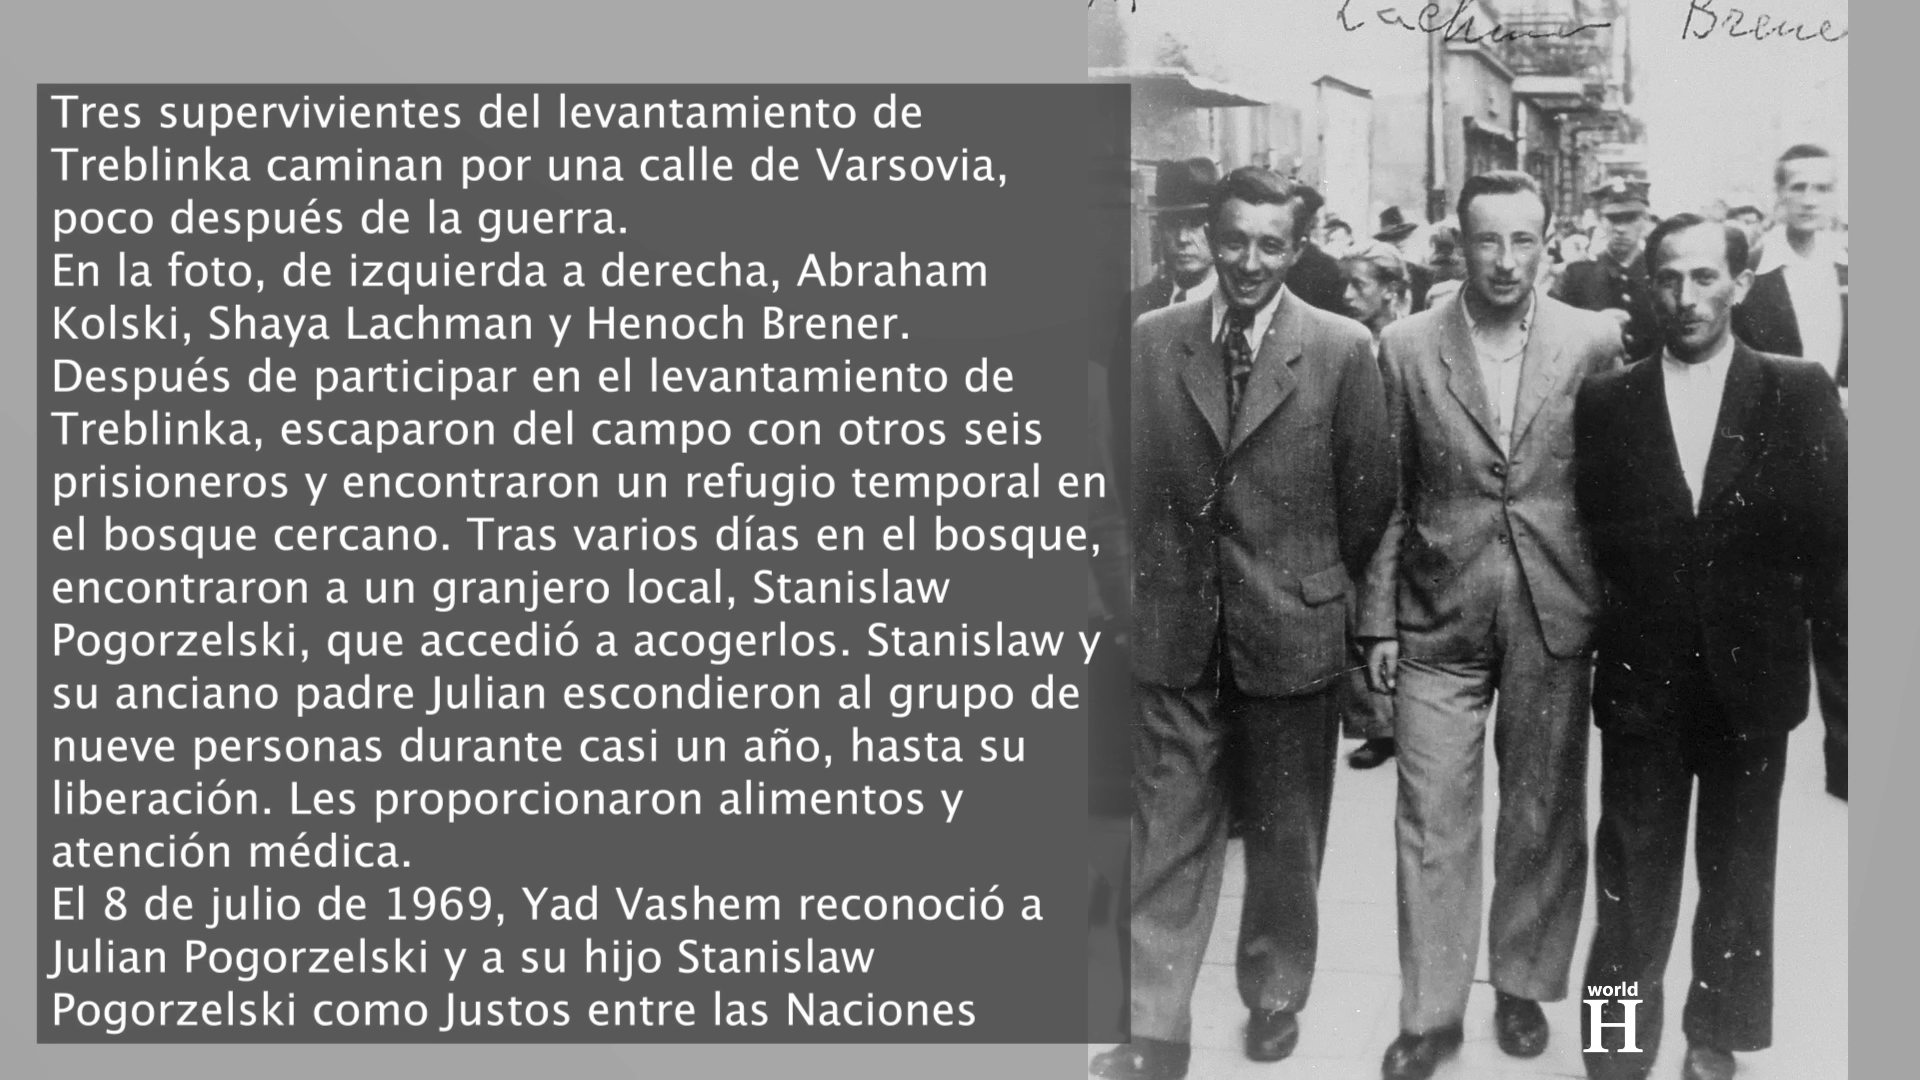 Lachman Brene
Tres supervivientes del levantamiento de
Treblinka caminan por una calle de Varsovia,
poco después de la guerra.
En la foto, de izquierda a derecha, Abraham
Kolski, Shaya Lachman y Henoch Brener.
Después de participar en el levantamiento de
Treblinka, escaparon del campo con otros seis
prisioneros y encontraron un refugio temporal en
el bosque cercano. Tras varios días en el bosque,
encontraron a un granjero local, Stanislaw
Pogorzelski, que accedió a acogerlos. Stanislaw y
su anciano padre Julian escondieron al grupo de
nueve personas durante casi un año, hasta su
liberación. Les proporcionaron alimentos y
atención médica.
El 8 de julio de 1969, Yad Vashem reconoció a
Julian Pogorzelski y a su hijo Stanislaw
Pogorzelski como Justos entre las Naciones
world
H